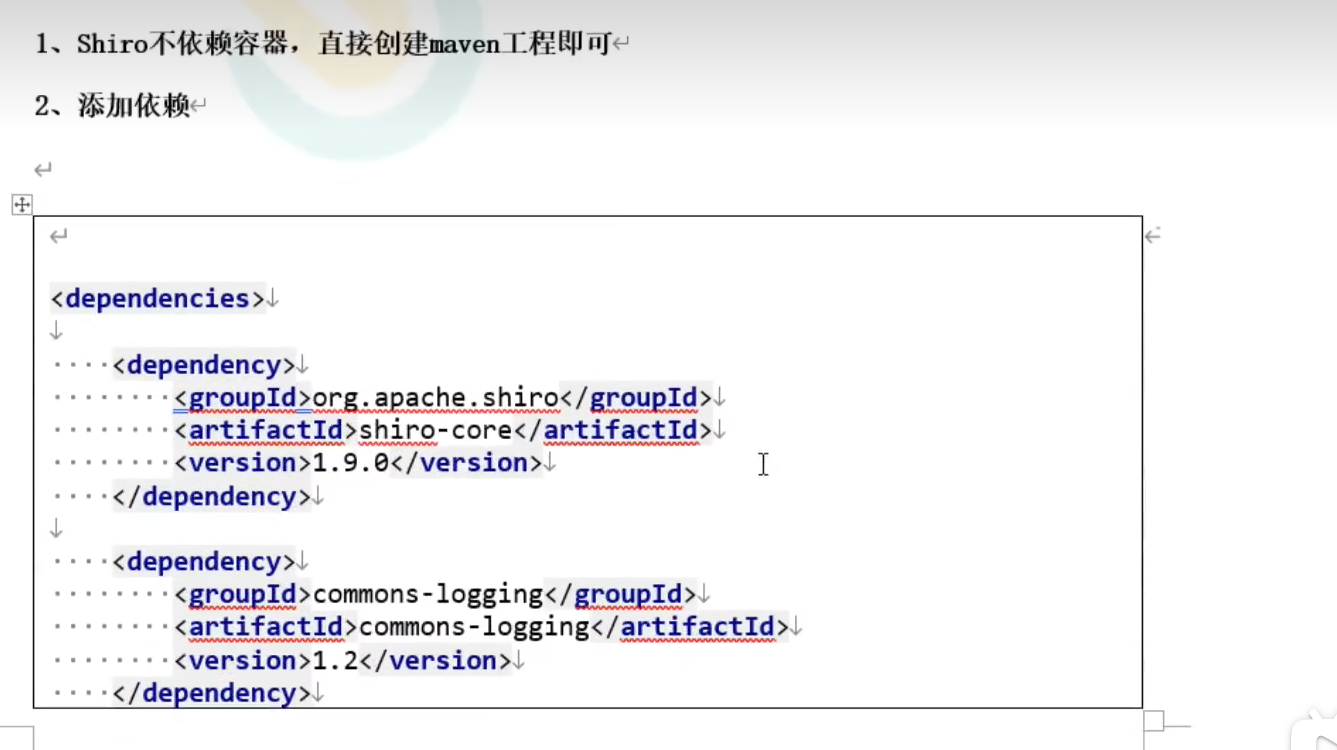 1、Shiro不依赖容器，直接创建maven工程即可
2、添加依赖
<dependencies>
<dependency>
<groupId>org.apache.shiro</groupId>
<artifactId>shiro-core</artifactId>
<version>1.9.0</version>
</dependency>
<dependency>
<groupId>commons-logging</groupId>
<artifactId>commons-logging</artifactId>
<version>1.2</version>
</dependency>